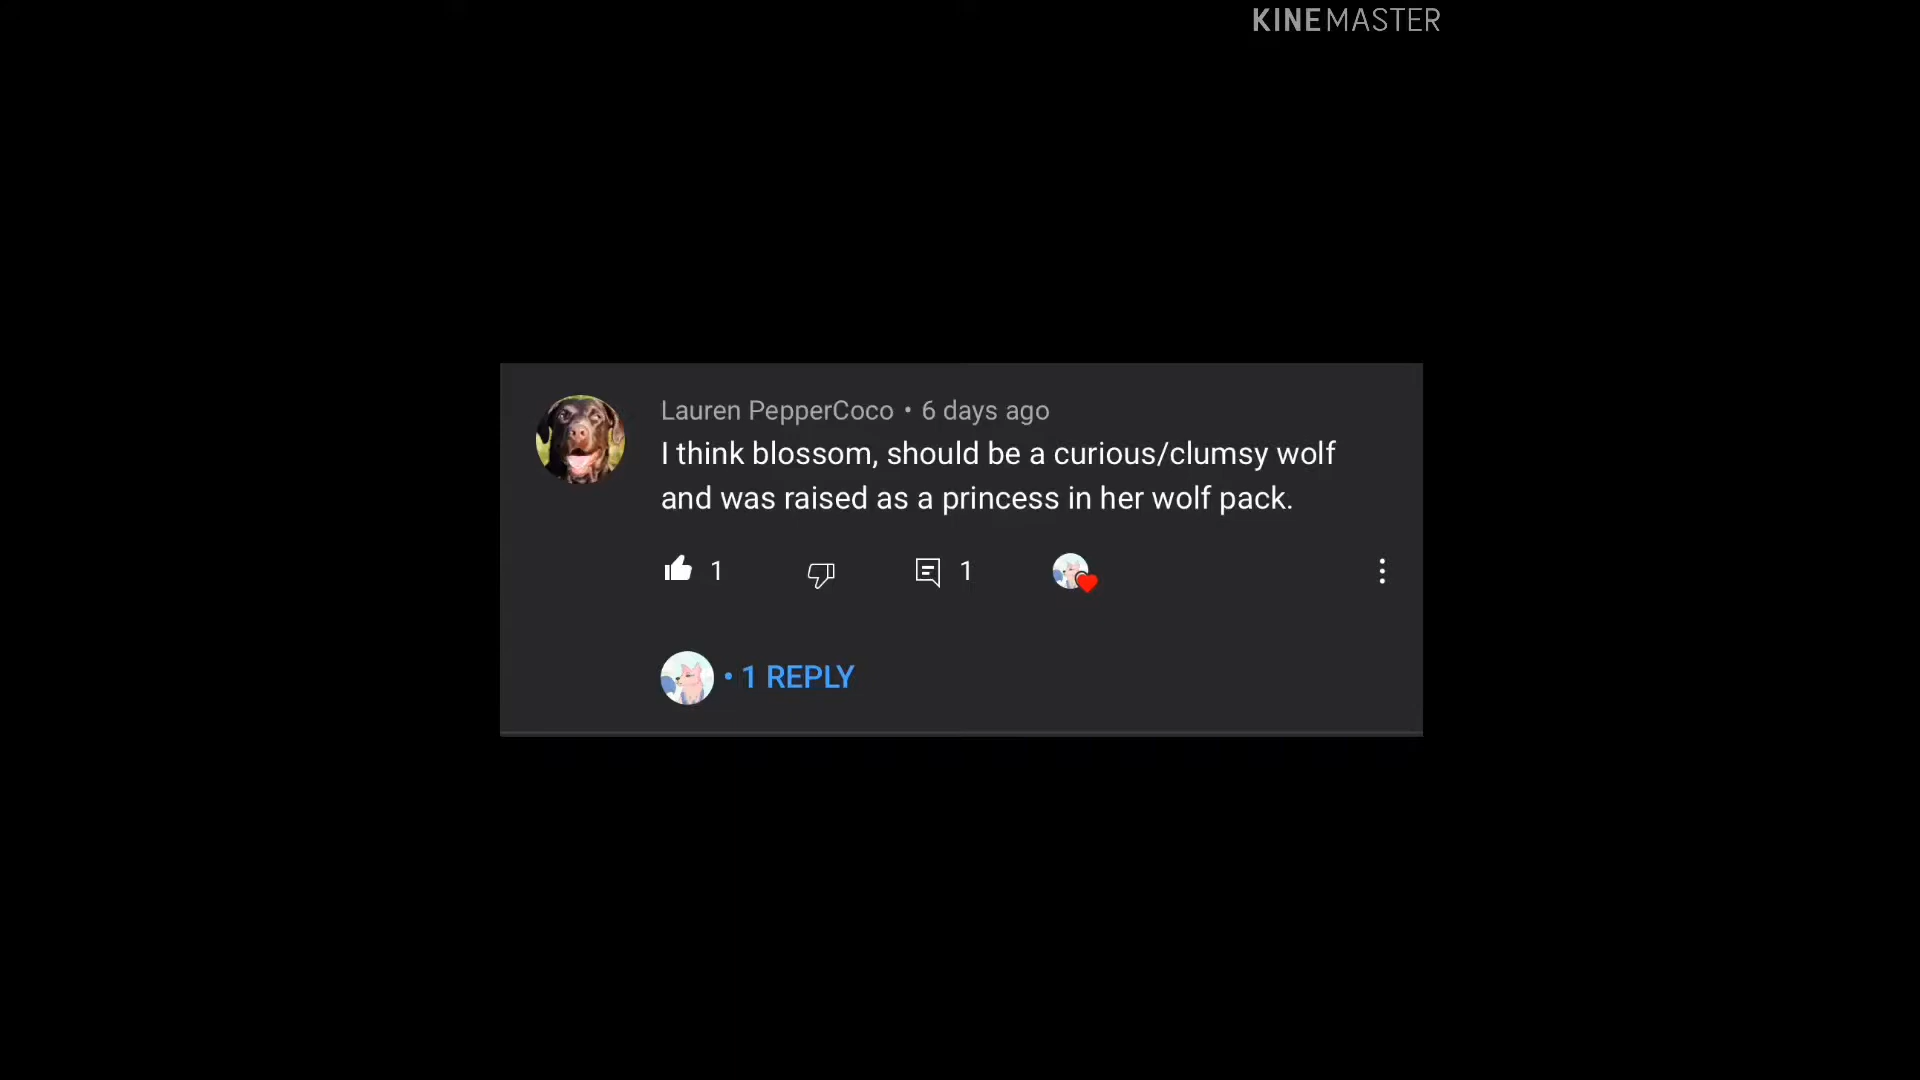 KINEMASTER
Lauren PepperCoco • 6 days ago
I think blossom, should be a curious/clumsy wolf
and was raised as a princess in her wolf pack.
1 1
• 1 REPLY